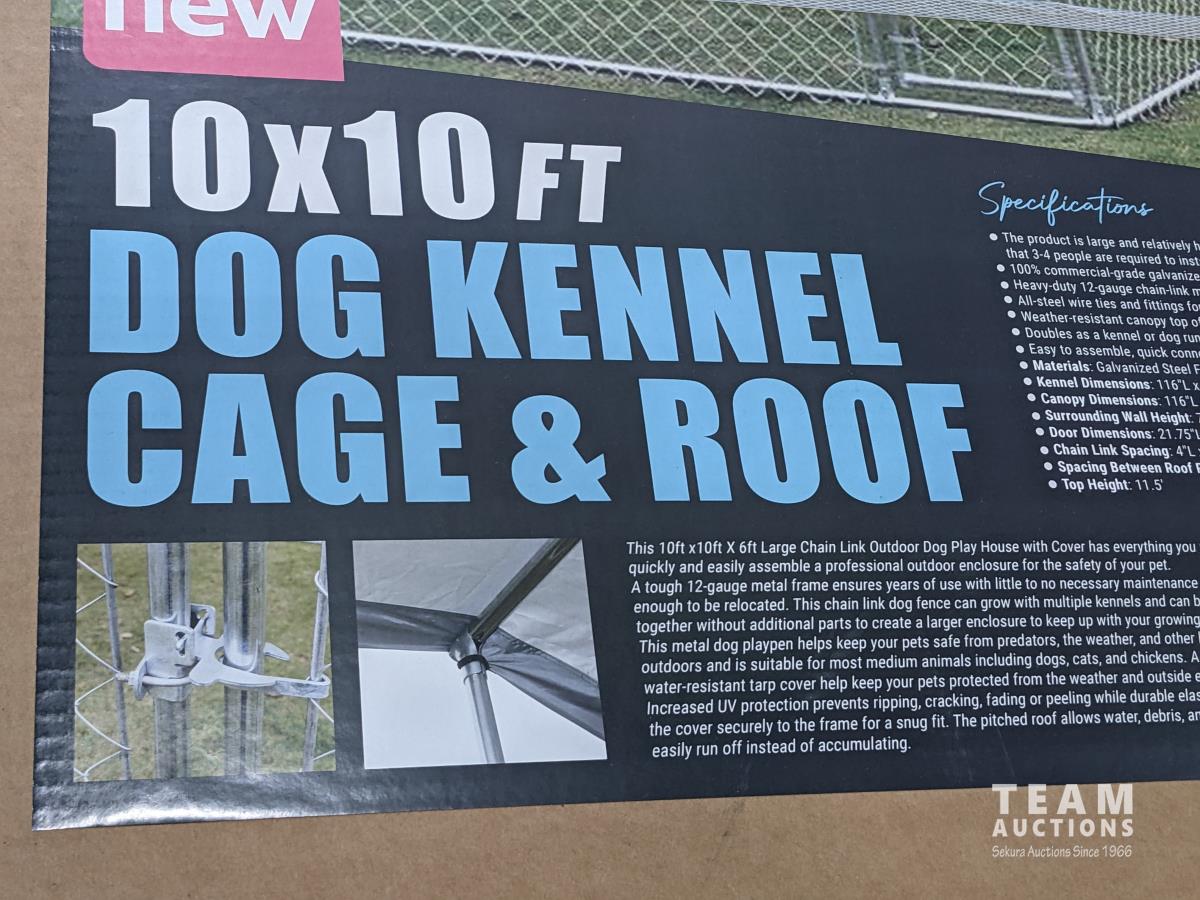 new
10x10 FT
DOG KENNEL
CAGE & ROOF
Specifications
The product is large and relatively
that 3-4 people are required to
100% commercial-grade
Heavy-duty 12-gauge chain-link
All-steel wire ties and fittings
Weather-resistant canopy top
Doubles as a kennel or dog run
Easy to assemble, quick
Materials: Galvanized Steel
Kennel Dimensions: 116"L x
Canopy Dimensions: 116"L
Surrounding Wall Height:
Door Dimensions: 21.75"L
Chain Link Spacing: 4"L
Spacing Between Roof
Top Height: 11.5'
This 10ft x10ft X 6ft Large Chain Link Outdoor Dog Play House with Cover has everything you
quickly and easily assemble a professional outdoor enclosure for the safety of your pet.
A tough 12-gauge metal frame ensures years of use with little to no necessary maintenance
enough to be relocated. This chain link dog fence can grow with multiple kennels and can
together without additional parts to create a larger enclosure to keep up with your growing
This metal dog playpen helps keep your pets safe from predators, the weather, and other
outdoors and is suitable for most medium animals including dogs, cats, and chickens. A
water-resistant tarp cover help keep your pets protected from the weather and outside
Increased UV protection prevents ripping, cracking, fading or peeling while durable
the cover securely to the frame for a snug fit. The pitched roof allows water, debris,
easily run off instead of accumulating.
TEAM
AUCTIONS
Sekura Auctions Since 1966